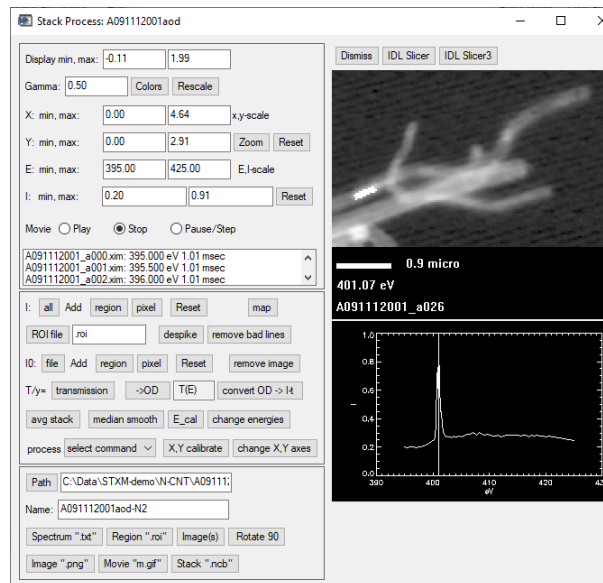 Stack Process: A091112001aod
Display min, max: -0.11 1.99
Gamma: 0.50 Colors Rescale
X: min, max: 0.00 4.64 x,y-scale
Y: min, max: 0.00 2.91 Zoom Reset
E: min, max: 395.00 425.00 E,I-scale
I: min, max: 0.20 0.91 Reset
Movie Play Stop Pause/Step
A091112001_a000.xim: 395.000 eV 1.01 msec
A091112001_a001.xim: 395.500 eV 1.01 msec
A091112001_a002.xim: 396.000 eV 1.01 msec
I: all Add region pixel Reset map
ROI file .roi despike remove bad lines
I0: file Add region pixel Reset remove image
T/y= transmission ->OD T(E) convert OD -> I-t
avg stack median smooth E_cal change energies
process select command X,Y calibrate change X,Y axes
Path C:\Data\STXM-demo\N-CNT\A09111:
Name: A091112001aod-N2
Spectrum ".txt" Region ".roi" Image(s) Rotate 90
Image ".png" Movie "m.gif" Stack ".ncb"
Dismiss IDL Slicer IDL Slicer3
0.9 micro
401.07 eV
A091112001_a026
1.0
0.8
0.6
I
0.4
0.2
0.0
390 400 410 420 430
eV